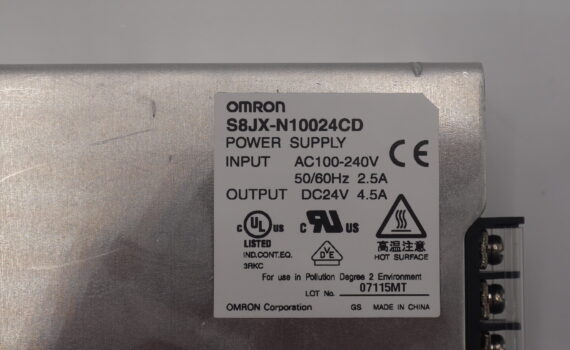 OMRON
S8JX-N10024CD
POWER SUPPLY
INPUT AC100-240V
50/60Hz 2.5A
OUTPUT DC24V 4.5A
CE
c UL US
LISTED
IND.CONT.EQ.
3RKC
c RU US
DVE
高温注意
HOT SURFACE
For use in Pollution Degree 2 Environment
LOT No. 07115MT
OMRON Corporation GS MADE IN CHINA